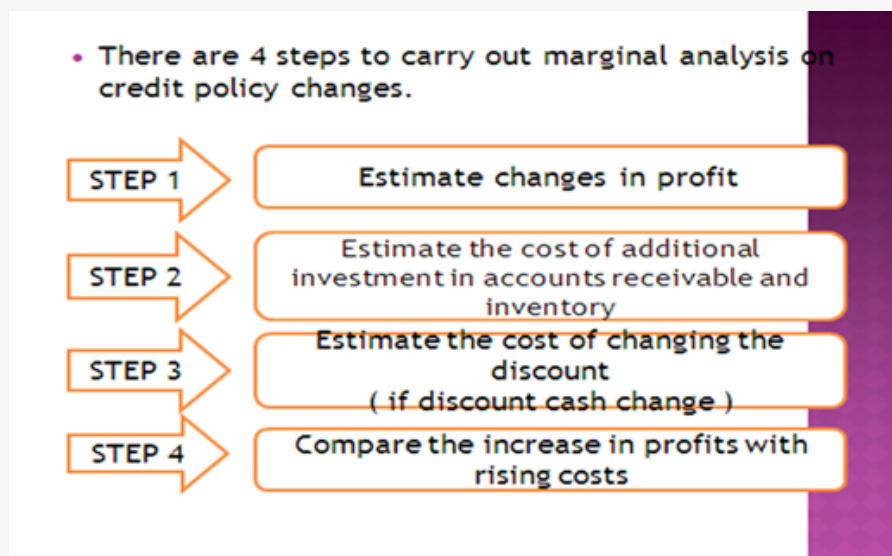 • There are 4 steps to carry out marginal analysis on
credit policy changes.
STEP 1
Estimate changes in profit
STEP 2
Estimate the cost of additional
investment in accounts receivable and
inventory
STEP 3
Estimate the cost of changing the
discount
( if discount cash change )
STEP 4
Compare the increase in profits with
rising costs